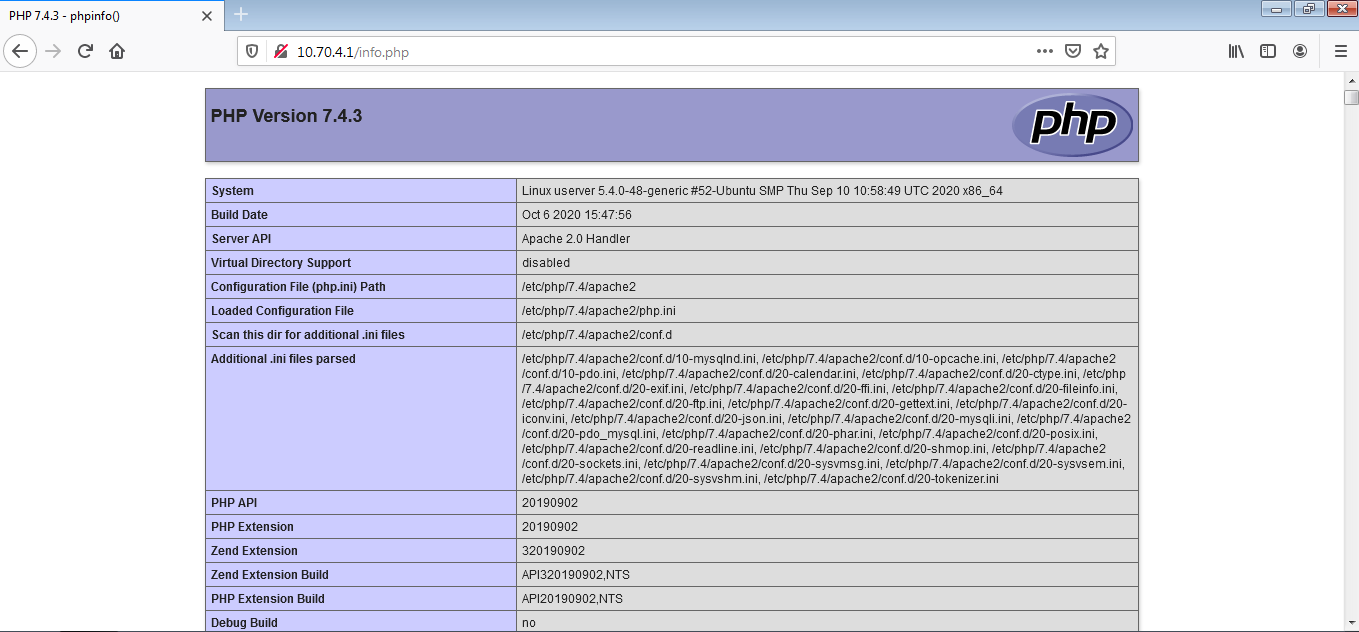 PHP 7.4.3 - phpinfo()
10.70.4.1/info.php
PHP Version 7.4.3
php
System Linux userver 5.4.0-48-generic #52-Ubuntu SMP Thu Sep 10 10:58:49 UTC 2020 x86_64
Build Date Oct 6 2020 15:47:56
Server API Apache 2.0 Handler
Virtual Directory Support disabled
Configuration File (php.ini) Path /etc/php/7.4/apache2
Loaded Configuration File /etc/php/7.4/apache2/php.ini
Scan this dir for additional .ini files /etc/php/7.4/apache2/conf.d
Additional .ini files parsed /etc/php/7.4/apache2/conf.d/10-mysqlnd.ini, /etc/php/7.4/apache2/conf.d/10-opcache.ini, /etc/php/7.4/apache2
/conf.d/10-pdo.ini, /etc/php/7.4/apache2/conf.d/20-calendar.ini, /etc/php/7.4/apache2/conf.d/20-ctype.ini, /etc/php
/7.4/apache2/conf.d/20-exif.ini, /etc/php/7.4/apache2/conf.d/20-ffi.ini, /etc/php/7.4/apache2/conf.d/20-fileinfo.ini,
/etc/php/7.4/apache2/conf.d/20-ftp.ini, /etc/php/7.4/apache2/conf.d/20-gettext.ini, /etc/php/7.4/apache2/conf.d/20-
iconv.ini, /etc/php/7.4/apache2/conf.d/20-json.ini, /etc/php/7.4/apache2/conf.d/20-mysqli.ini, /etc/php/7.4/apache2
/conf.d/20-pdo_mysql.ini, /etc/php/7.4/apache2/conf.d/20-phar.ini, /etc/php/7.4/apache2/conf.d/20-posix.ini,
/etc/php/7.4/apache2/conf.d/20-readline.ini, /etc/php/7.4/apache2/conf.d/20-shmop.ini, /etc/php/7.4/apache2
/conf.d/20-sockets.ini, /etc/php/7.4/apache2/conf.d/20-sysvmsg.ini, /etc/php/7.4/apache2/conf.d/20-sysvsem.ini,
/etc/php/7.4/apache2/conf.d/20-sysvshm.ini, /etc/php/7.4/apache2/conf.d/20-tokenizer.ini
PHP API 20190902
PHP Extension 20190902
Zend Extension 320190902
Zend Extension Build API320190902,NTS
PHP Extension Build API20190902,NTS
Debug Build no